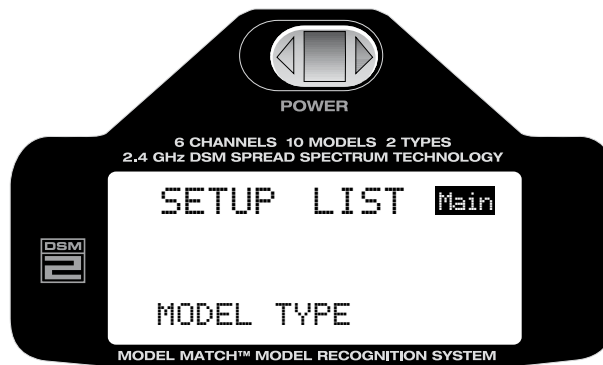 POWER
6 CHANNELS 10 MODELS 2 TYPES
2.4 GHz DSM SPREAD SPECTRUM TECHNOLOGY
SETUP LIST Main
DSM
2
MODEL TYPE
MODEL MATCH™ MODEL RECOGNITION SYSTEM